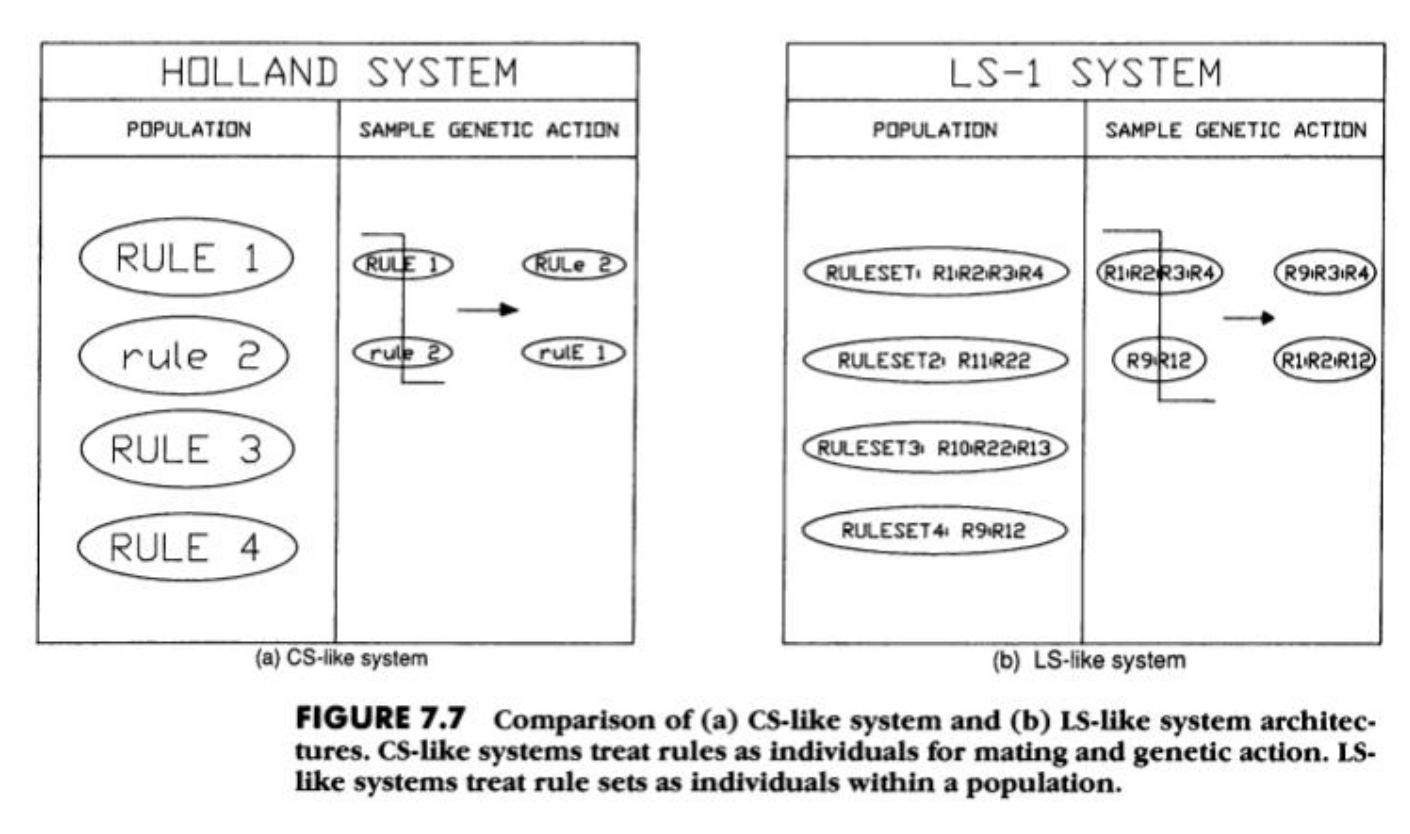 HOLLAND SYSTEM
POPULATION
SAMPLE GENETIC ACTION
RULE 1
rule 2
RULE 3
RULE 4
RULE 1
RULe 2
rule 2
rulE 1
(a) CS-like system
LS-1 SYSTEM
POPULATION
SAMPLE GENETIC ACTION
RULESET: R1:R2:R3:R4
RULESET2: R11:R22
RULESET3: R10:R22:R13
RULESET4: R9:R12
R1:R2:R3:R4
R9:R3:R4
R9:R12
R1:R2:R12
(b) LS-like system
FIGURE 7.7 Comparison of (a) CS-like system and (b) LS-like system architec-
tures. CS-like systems treat rules as individuals for mating and genetic action. LS-
like systems treat rule sets as individuals within a population.